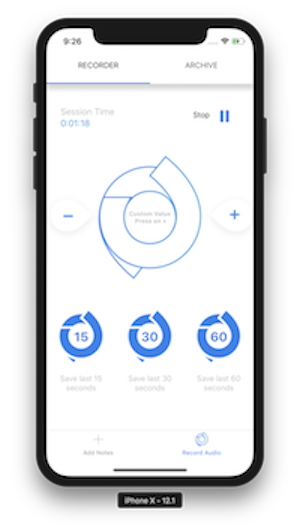 9:26
RECORDER ARCHIVE
Session Time Stop
0:01:18
Custom Value
Press on +
− +
15 30 60
Save last 15 Save last 30 Save last 60
seconds seconds seconds
Add Notes Record Audio
iPhone X - 12.1